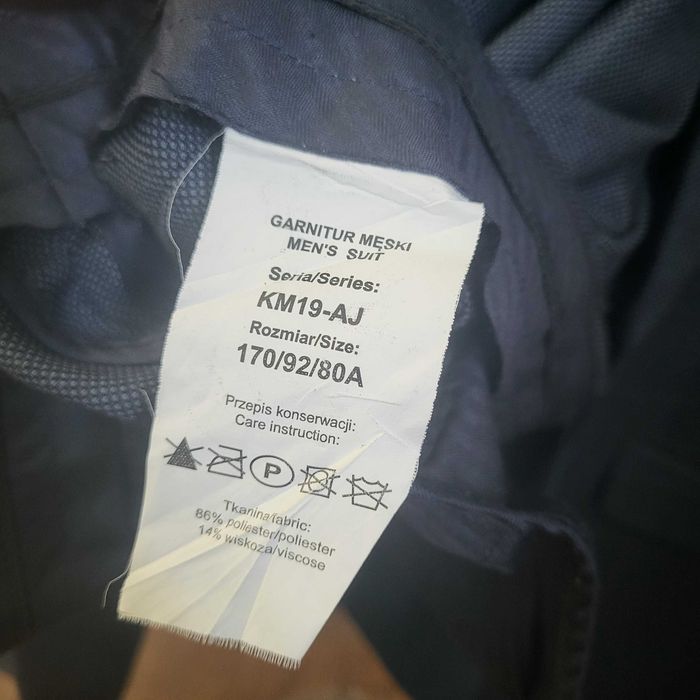 GARNITUR MĘSKI
MEN'S SUIT
Seria/Series:
KM19-AJ
Rozmiar/Size:
170/92/80A
Przepis konserwacji:
Care instruction:
P
Tkanina/fabric:
86% poliester/poliester
14% wiskoza/viscose